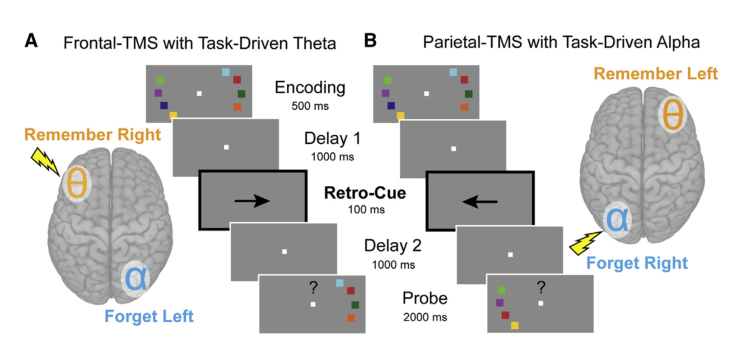 A Frontal-TMS with Task-Driven Theta
B Parietal-TMS with Task-Driven Alpha
Encoding
500 ms
Delay 1
1000 ms
Retro-Cue
100 ms
Delay 2
1000 ms
Probe
2000 ms
Remember Right
θ
α
Forget Left
?
Remember Left
θ
α
Forget Right
?